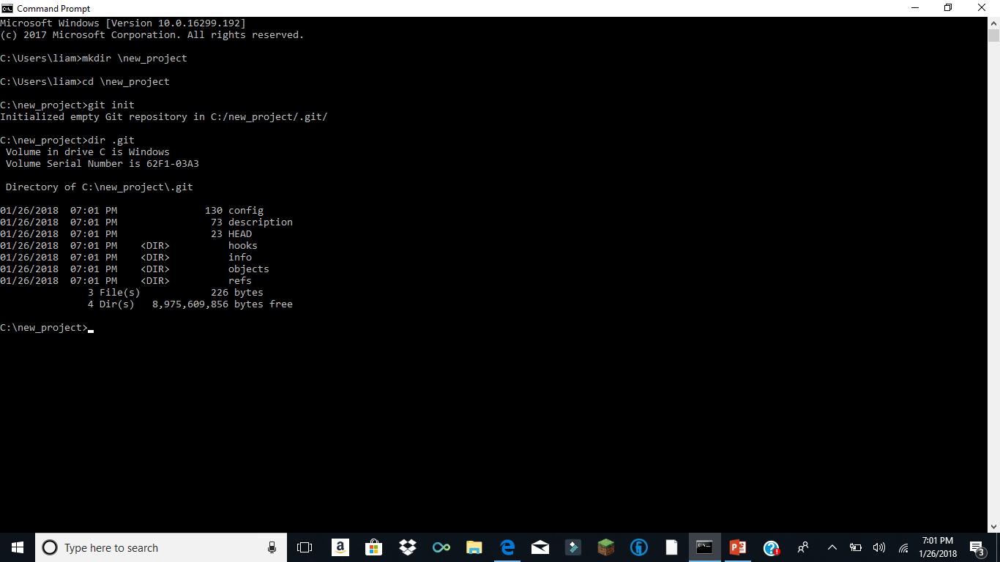 Command Prompt
Microsoft Windows [Version 10.0.16299.192]
(c) 2017 Microsoft Corporation. All rights reserved.
C:\Users\liam>mkdir \new_project
C:\Users\liam>cd \new_project
C:\new_project>git init
Initialized empty Git repository in C:/new_project/.git/
C:\new_project>dir .git
 Volume in drive C is Windows
 Volume Serial Number is 62F1-03A3
 Directory of C:\new_project\.git
01/26/2018  07:01 PM               130 config
01/26/2018  07:01 PM                73 description
01/26/2018  07:01 PM                23 HEAD
01/26/2018  07:01 PM    <DIR>          hooks
01/26/2018  07:01 PM    <DIR>          info
01/26/2018  07:01 PM    <DIR>          objects
01/26/2018  07:01 PM    <DIR>          refs
               3 File(s)            226 bytes
               4 Dir(s)   8,975,609,856 bytes free
C:\new_project>
Type here to search
7:01 PM
1/26/2018
3